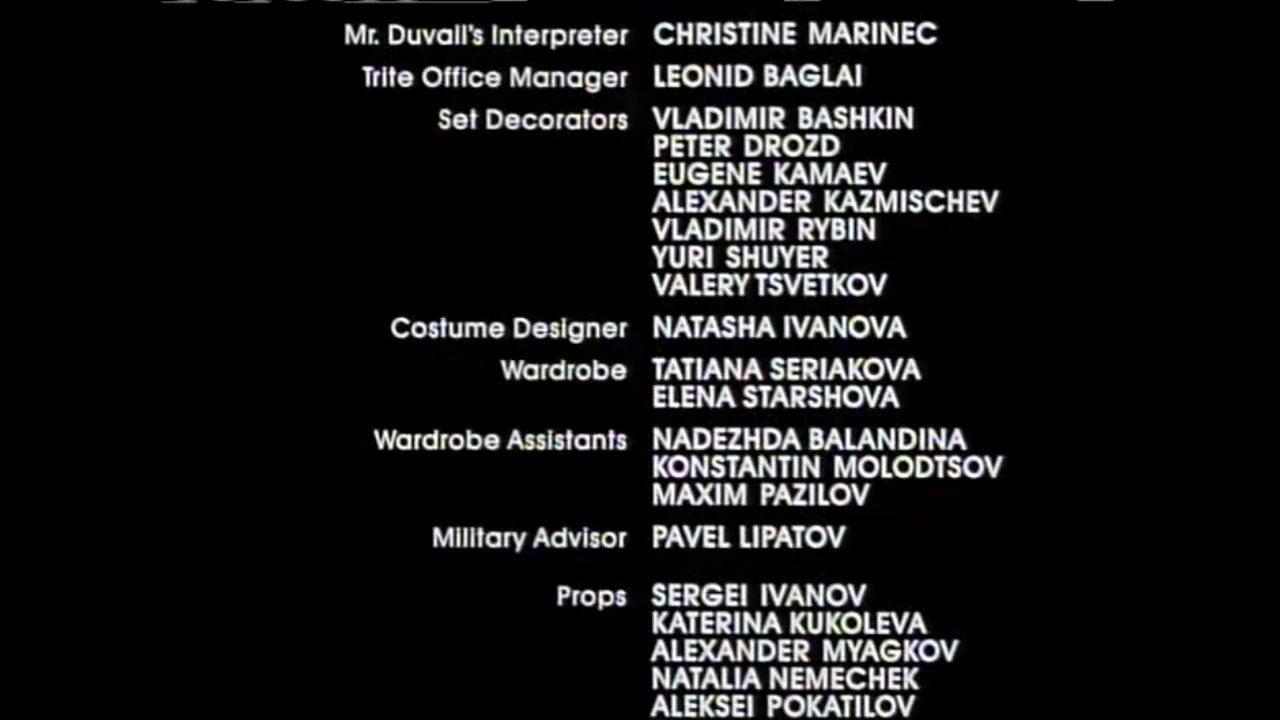 Mr. Duvall's Interpreter CHRISTINE MARINEC
Trite Office Manager LEONID BAGLAI
Set Decorators VLADIMIR BASHKIN
PETER DROZD
EUGENE KAMAEV
ALEXANDER KAZMISCHEV
VLADIMIR RYBIN
YURI SHUYER
VALERY TSVETKOV
Costume Designer NATASHA IVANOVA
Wardrobe TATIANA SERIAKOVA
ELENA STARSHOVA
Wardrobe Assistants NADEZHDA BALANDINA
KONSTANTIN MOLODTSOV
MAXIM PAZILOV
Military Advisor PAVEL LIPATOV
Props SERGEI IVANOV
KATERINA KUKOLEVA
ALEXANDER MYAGKOV
NATALIA NEMECHEK
ALEKSEI POKATILOV